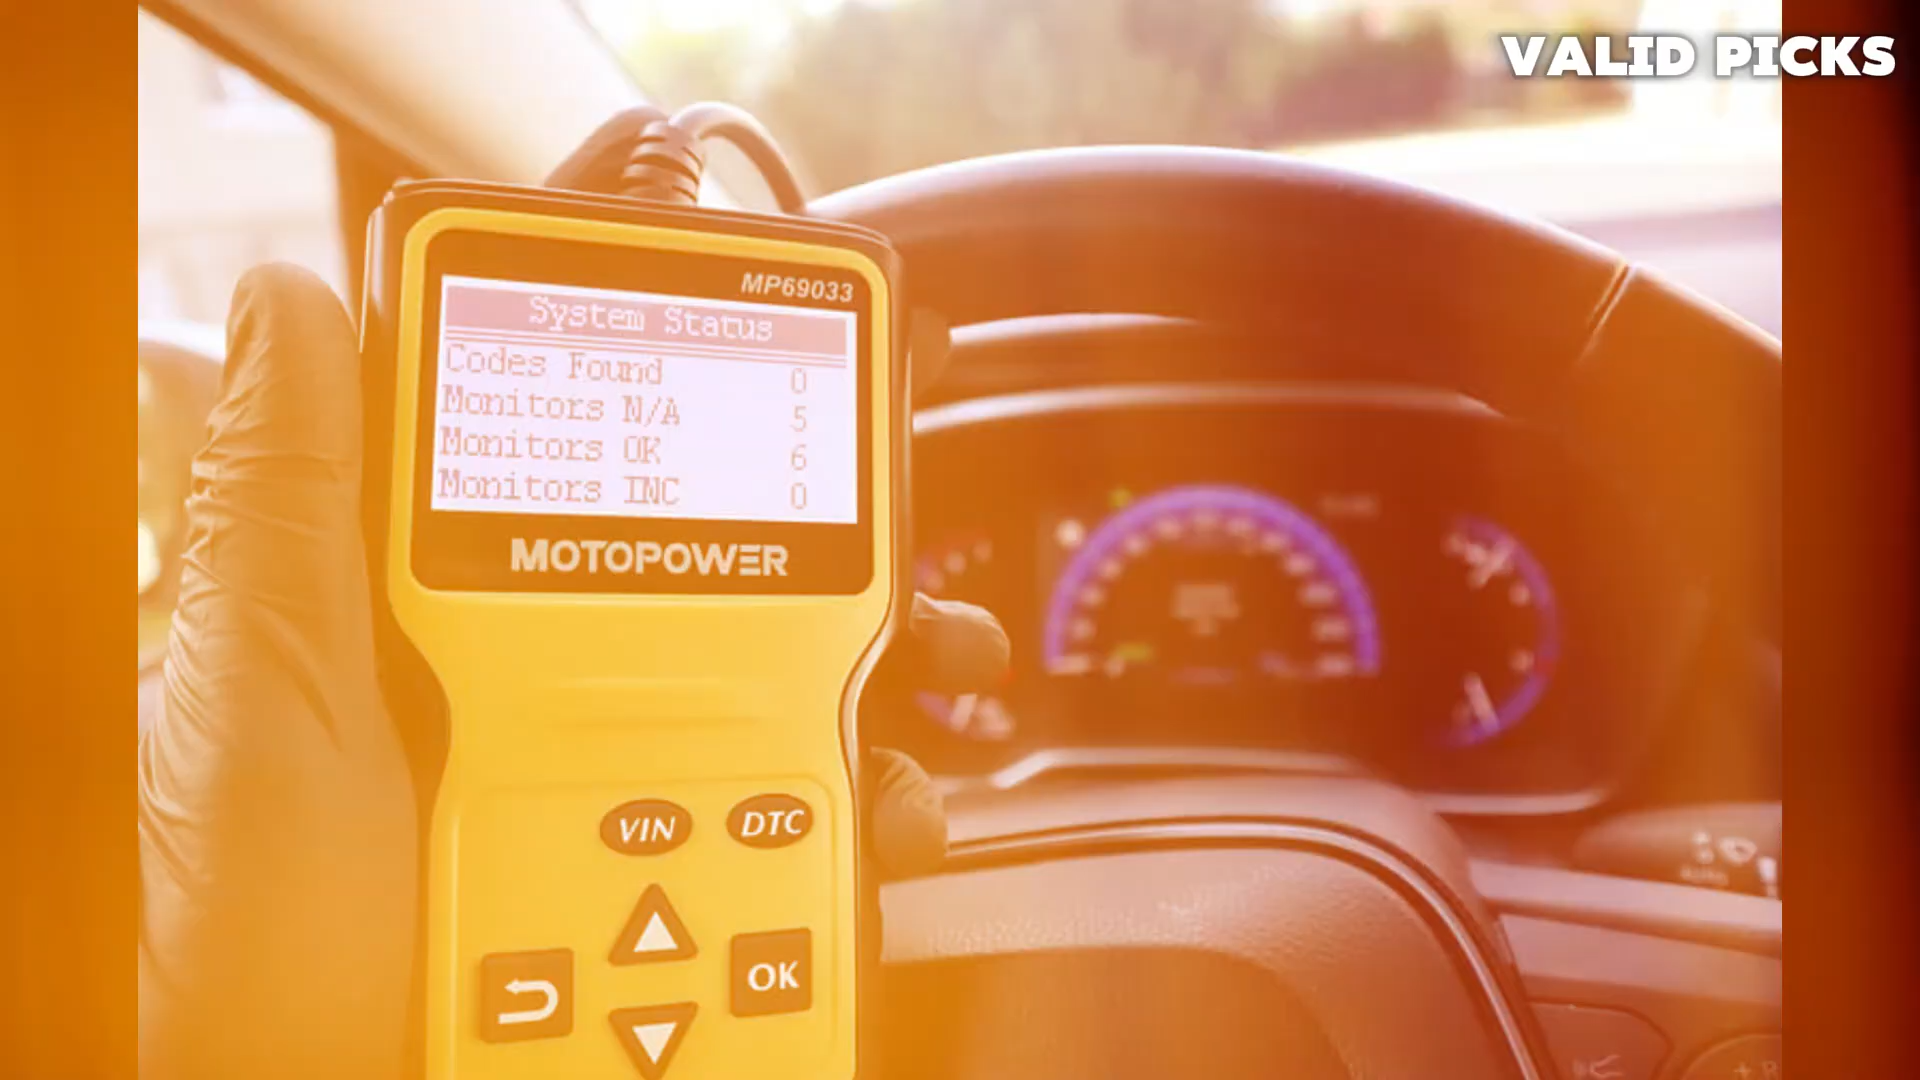 VALID PICKS
MP69033
System Status
Codes Found 0
Monitors N/A 5
Monitors OK 6
Monitors INC 0
MOTOPOWER
VIN DTC
OK